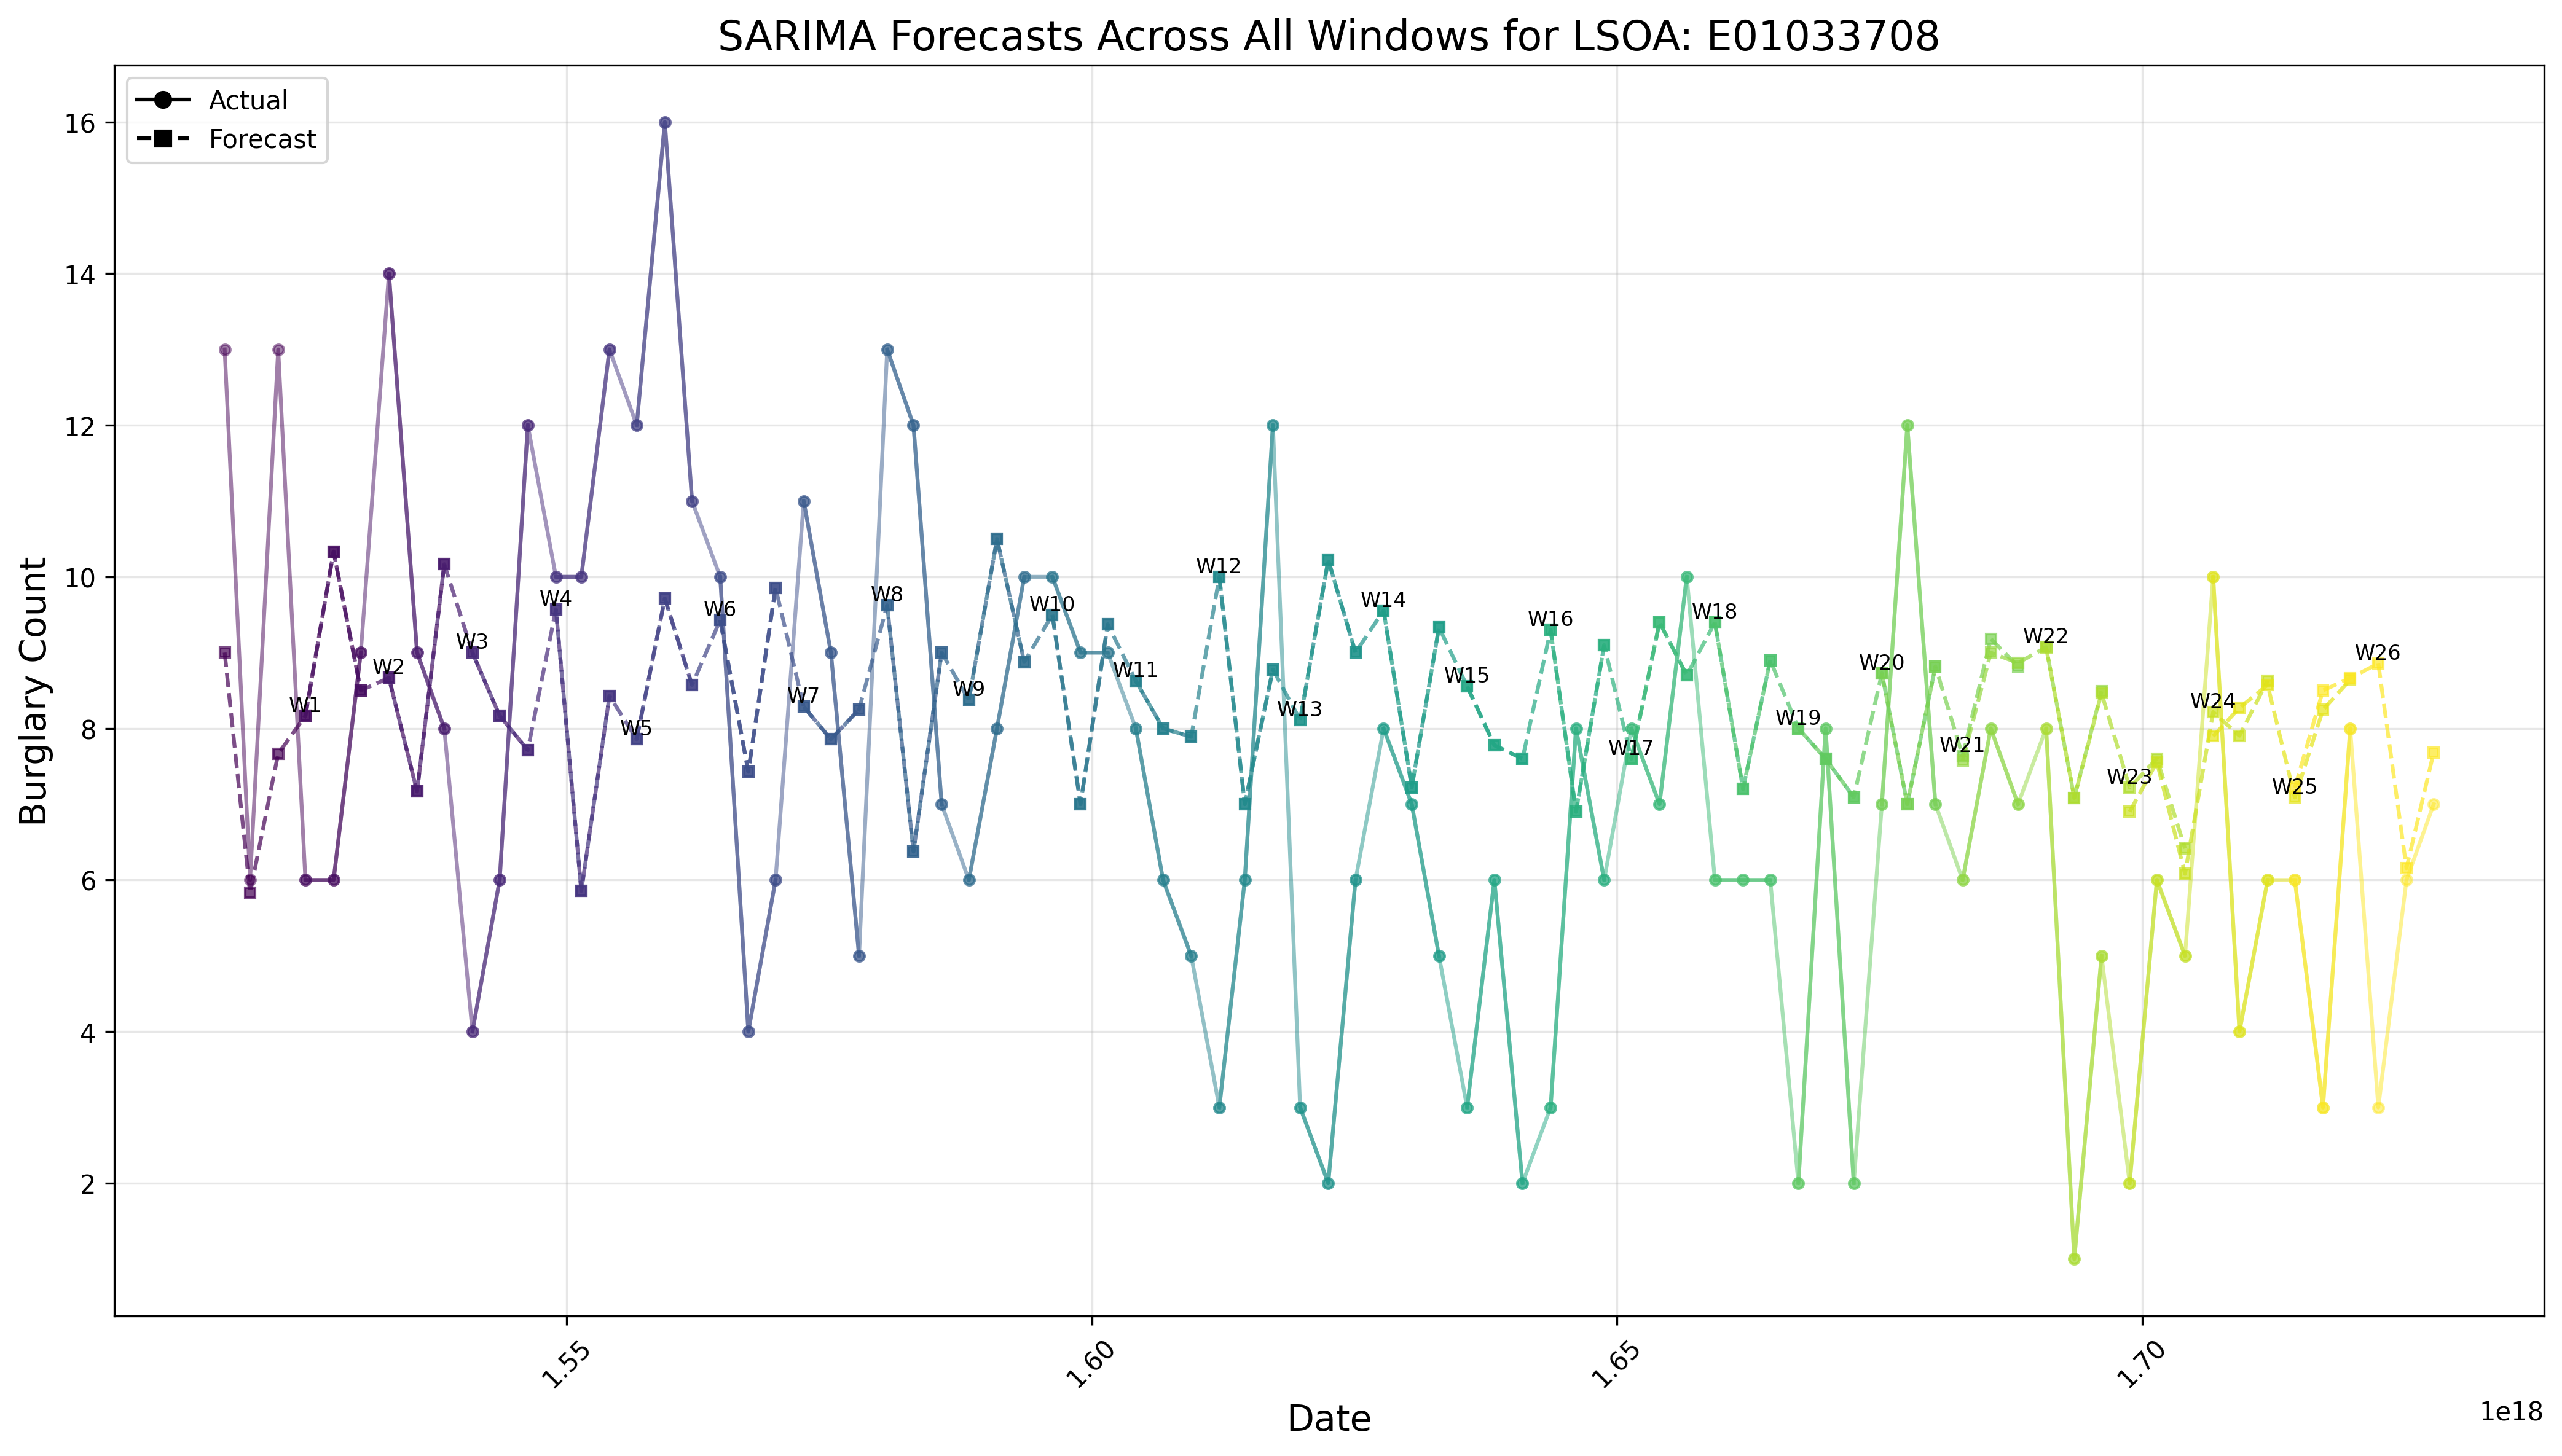 SARIMA Forecasts Across All Windows for LSOA: E01033708
Actual
Forecast
Burglary Count
16
14
12
10
8
6
4
2
W1
W2
W3
W4
W5
W6
W7
W8
W9
W10
W11
W12
W13
W14
W15
W16
W17
W18
W19
W20
W21
W22
W23
W24
W25
W26
1.55
1.60
1.65
1.70
1e18
Date